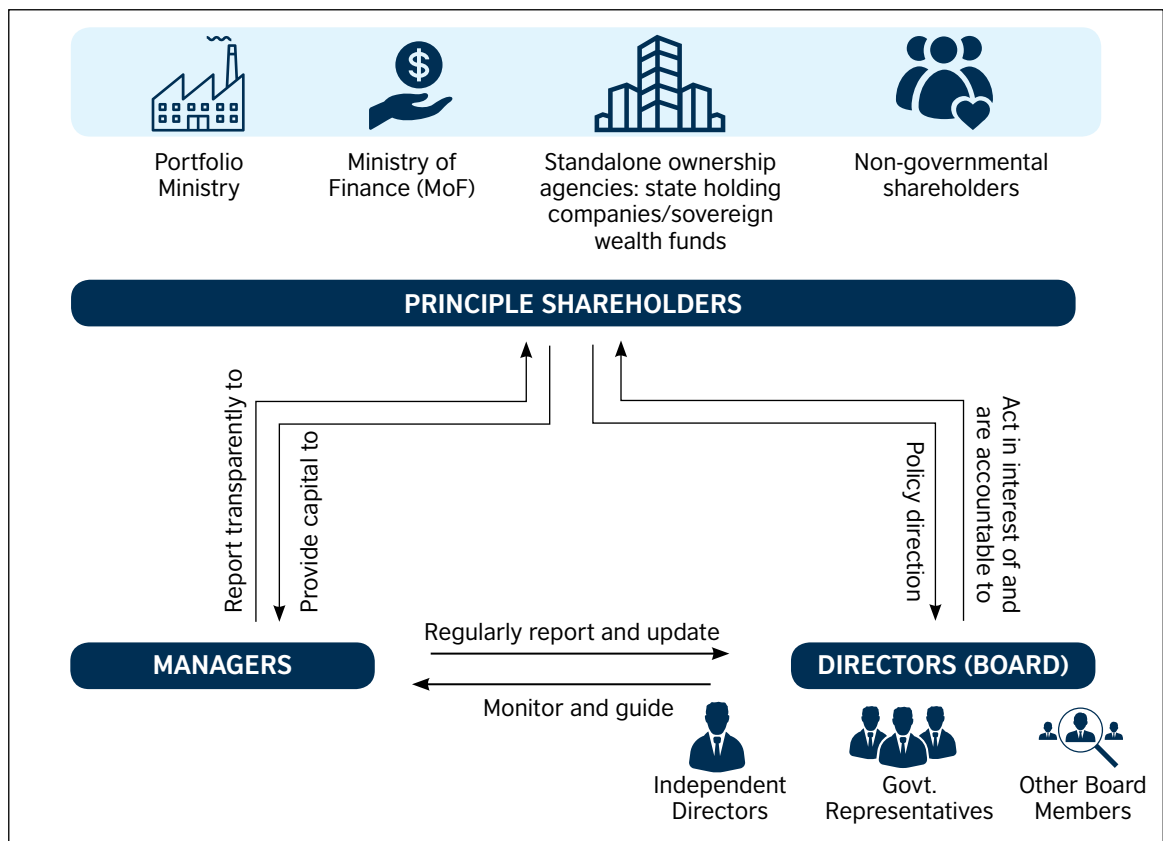 Portfolio
Ministry
Ministry of
Finance (MoF)
Standalone ownership
agencies: state holding
companies/sovereign
wealth funds
Non-governmental
shareholders
PRINCIPLE SHAREHOLDERS
Report transparently to
Provide capital to
Policy direction
Act in interest of and
are accountable to
MANAGERS
Regularly report and update
Monitor and guide
DIRECTORS (BOARD)
Independent
Directors
Govt.
Representatives
Other Board
Members